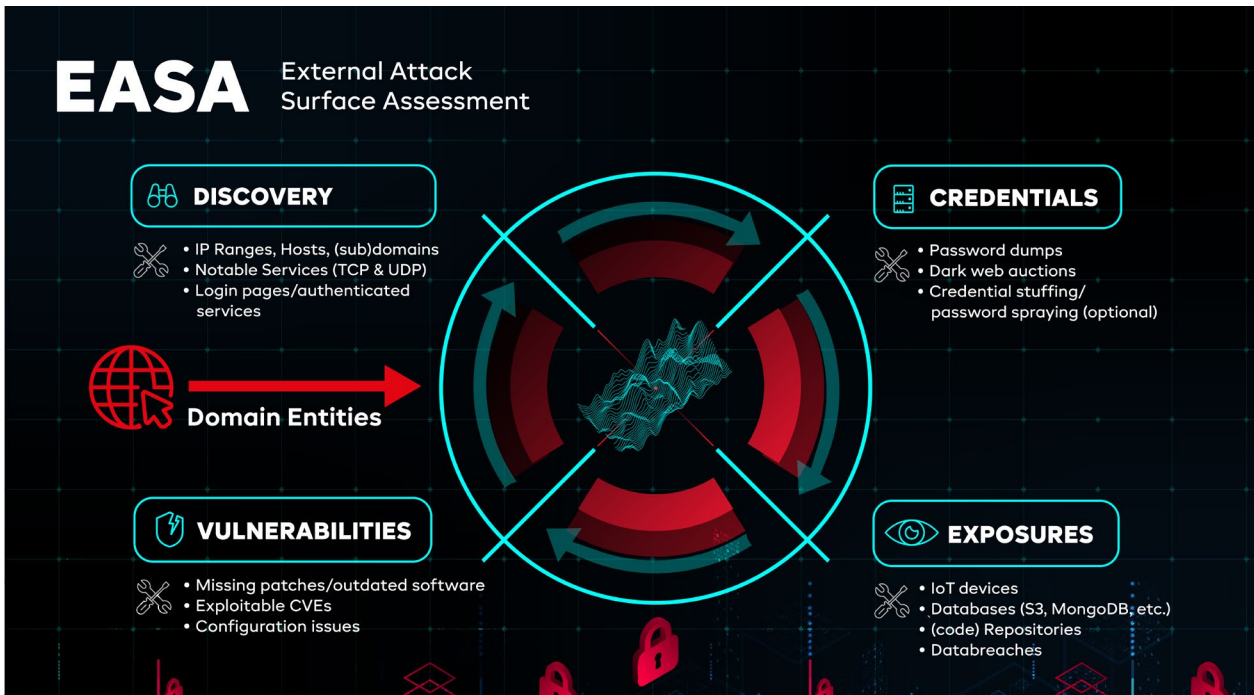 EASA
External Attack
Surface Assessment
DISCOVERY
• IP Ranges, Hosts, (sub)domains
• Notable Services (TCP & UDP)
• Login pages/authenticated
services
CREDENTIALS
• Password dumps
• Dark web auctions
• Credential stuffing/
password spraying (optional)
Domain Entities
VULNERABILITIES
• Missing patches/outdated software
• Exploitable CVEs
• Configuration issues
EXPOSURES
• IoT devices
• Databases (S3, MongoDB, etc.)
• (code) Repositories
• Databreaches